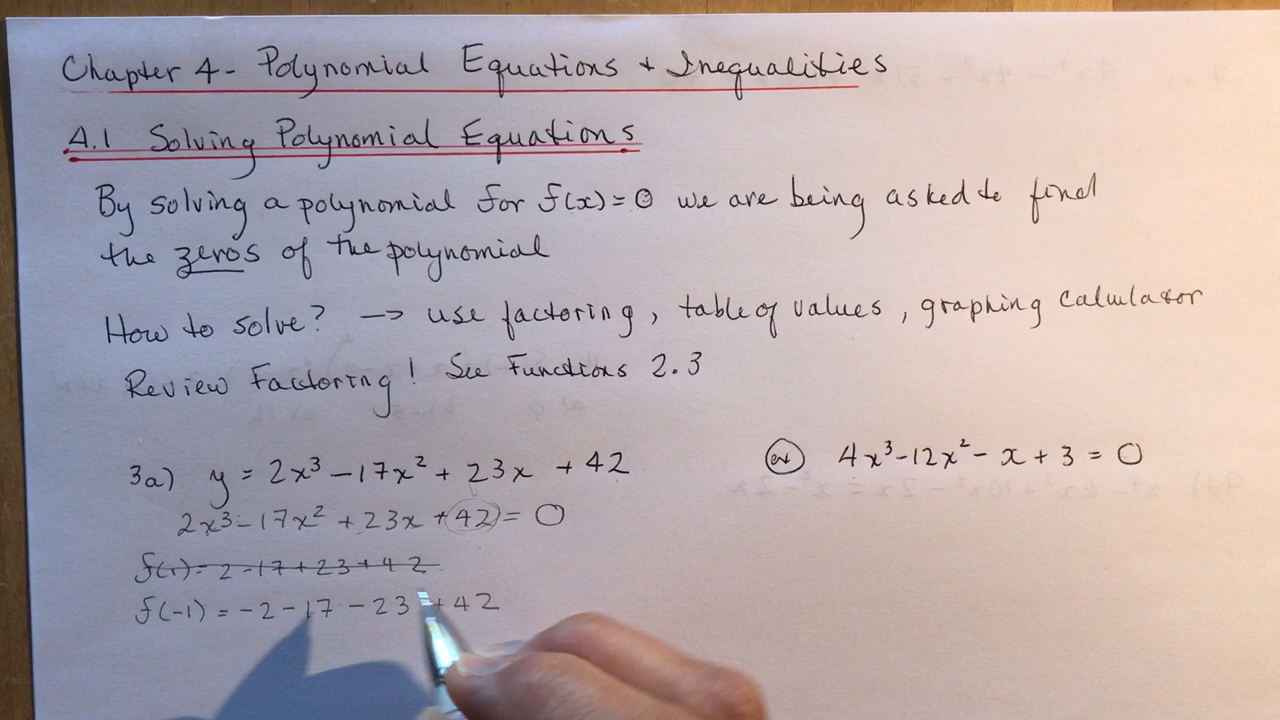 Chapter 4 - Polynomial Equations + Inequalities
4.1 Solving Polynomial Equations
By solving a polynomial for f(x) = 0 we are being asked to find
the zeros of the polynomial
How to solve? → use factoring, table of values, graphing calculator
Review Factoring! See Functions 2.3
3a) y = 2x³ - 17x² + 23x + 42
2x³ - 17x² + 23x + 42 = 0
f(1) = 2 - 17 + 23 + 42
f(-1) = -2 - 17 - 23 + 42
ex 4x³ - 12x² - x + 3 = 0